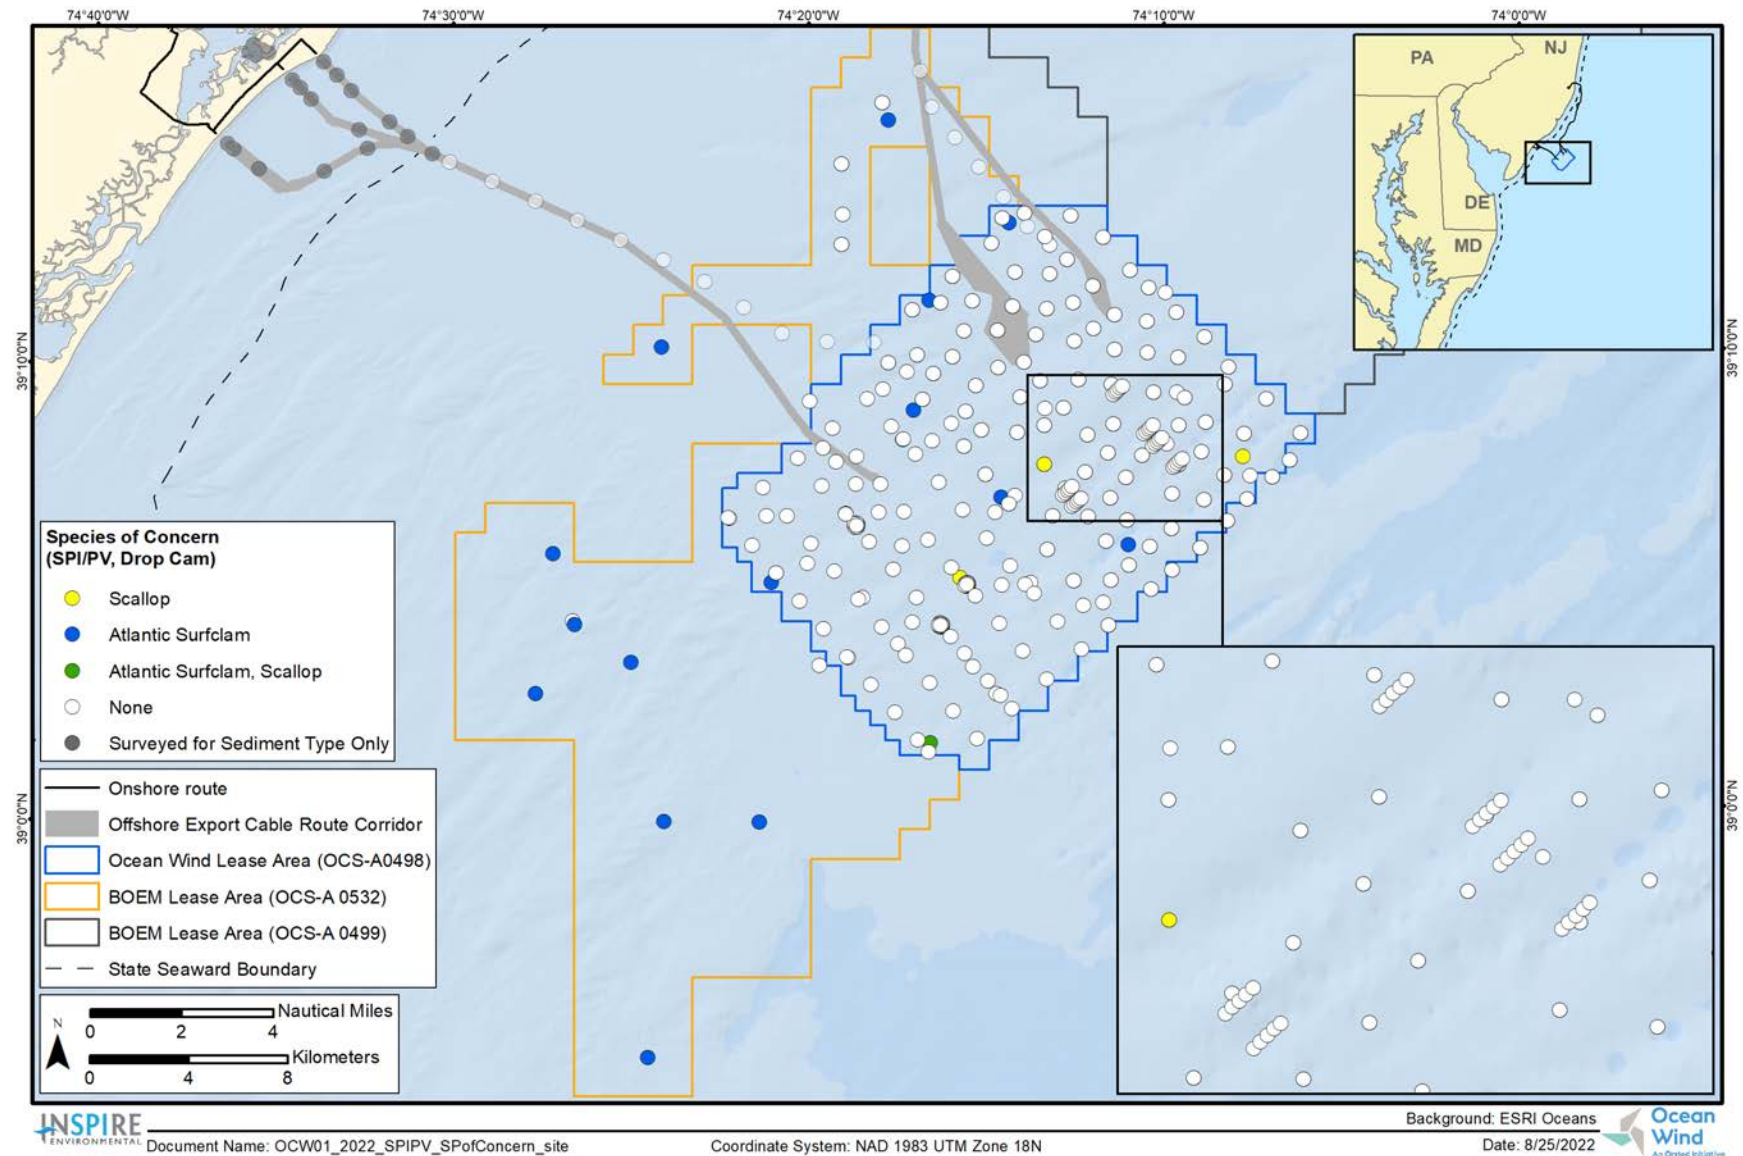 74°40'0"W
74°30'0"W
74°20'0"W
74°10'0"W
74°0'0"W
PA
NJ
DE
MD
39°10'0"N
39°10'0"N
39°0'0"N
39°0'0"N
Species of Concern
(SPI/PV, Drop Cam)
Scallop
Atlantic Surfclam
Atlantic Surfclam, Scallop
None
Surveyed for Sediment Type Only
Onshore route
Offshore Export Cable Route Corridor
Ocean Wind Lease Area (OCS-A0498)
BOEM Lease Area (OCS-A 0532)
BOEM Lease Area (OCS-A 0499)
State Seaward Boundary
N
Nautical Miles
0 2 4
Kilometers
0 4 8
INSPIRE
ENVIRONMENTAL
Document Name: OCW01_2022_SPIPV_SPofConcern_site
Coordinate System: NAD 1983 UTM Zone 18N
Background: ESRI Oceans
Date: 8/25/2022
Ocean
Wind
An Ørsted Initiative